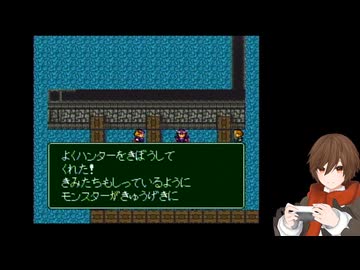 よくハンターをきぼうして
くれた!
きみたちもしっているように
モンスターがきゅうげきに